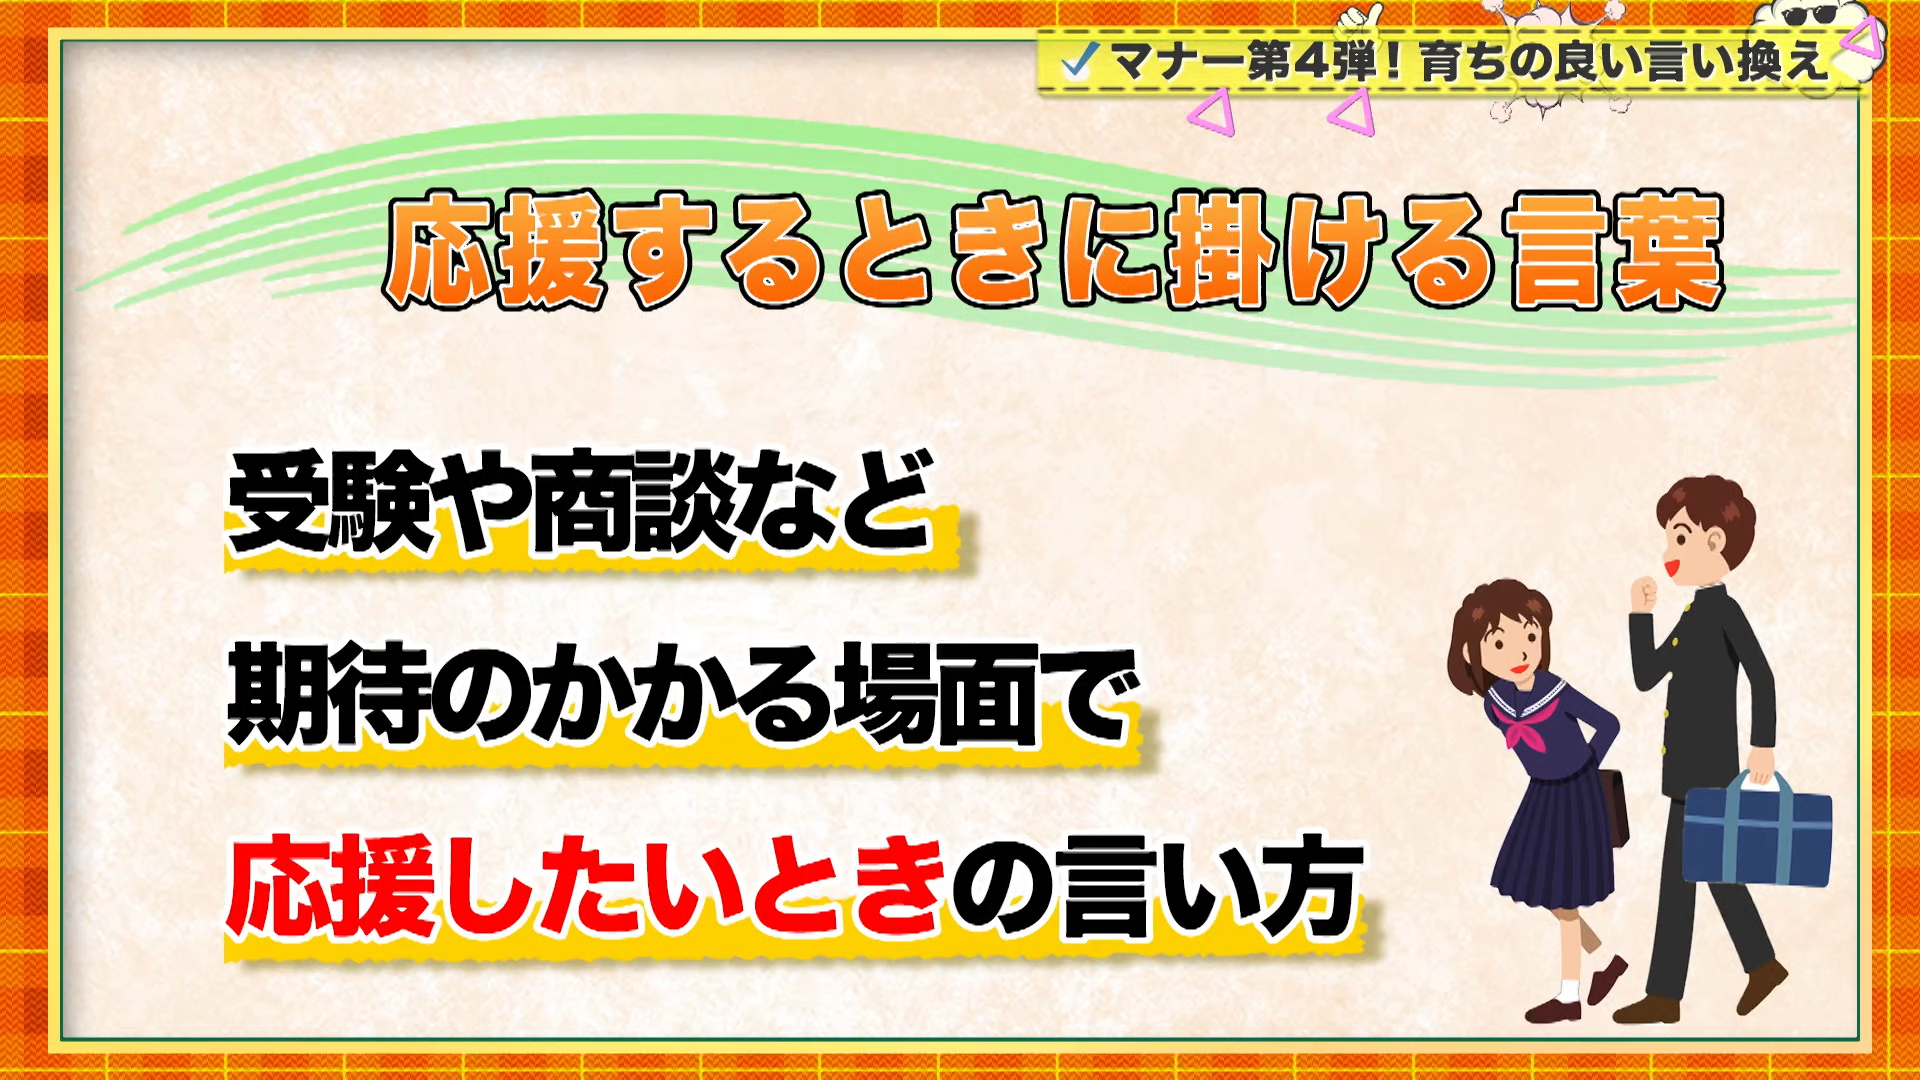 マナー第4弾！育ちの良い言い換え
応援するときに掛ける言葉
受験や商談など
期待のかかる場面で
応援したいときの言い方